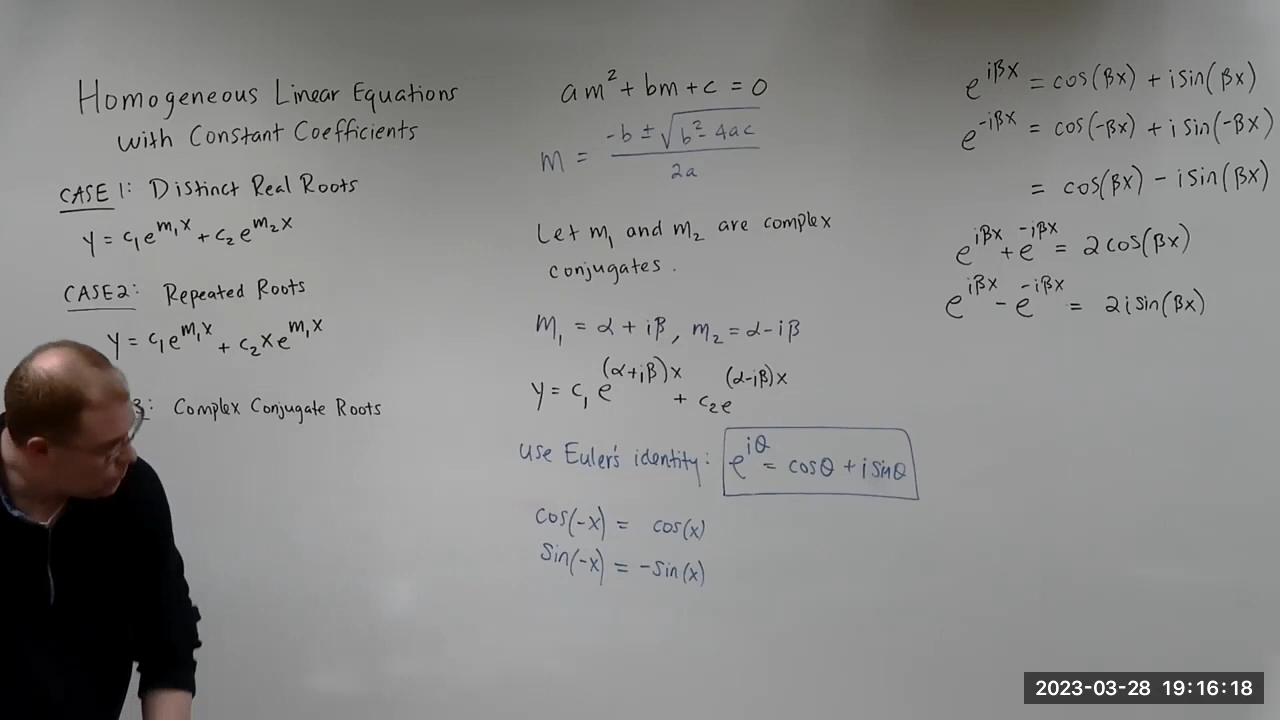 Homogeneous Linear Equations
with Constant Coefficients
CASE 1: Distinct Real Roots
y = c₁e^{m₁x} + c₂e^{m₂x}
CASE 2: Repeated Roots
y = c₁e^{m₁x} + c₂xe^{m₁x}
3: Complex Conjugate Roots
am² + bm + c = 0
m = \frac{-b ± \sqrt{b² - 4ac}}{2a}
Let m₁ and m₂ are complex
conjugates.
m₁ = α + iβ, m₂ = α - iβ
y = c₁e^{(α+iβ)x} + c₂e^{(α-iβ)x}
use Euler's identity: e^{iθ} = cosθ + i sinθ
cos(-x) = cos(x)
sin(-x) = -sin(x)
e^{iβx} = cos(βx) + i sin(βx)
e^{-iβx} = cos(-βx) + i sin(-βx)
= cos(βx) - i sin(βx)
e^{iβx} + e^{-iβx} = 2 cos(βx)
e^{iβx} - e^{-iβx} = 2i sin(βx)
2023-03-28 19:16:18